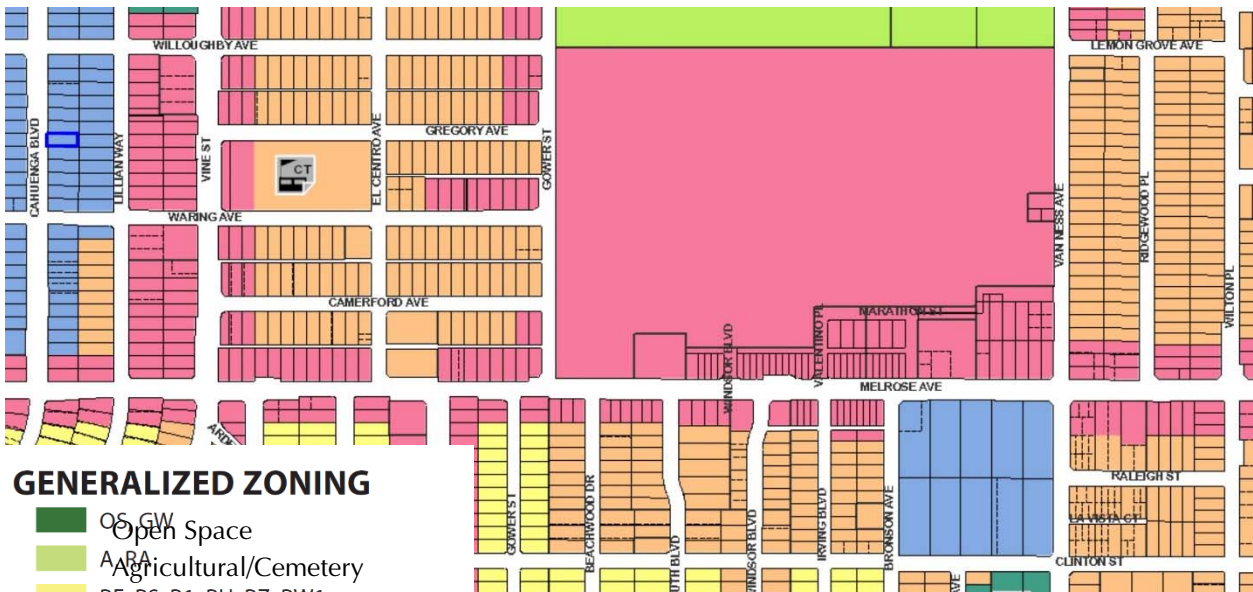 WILLOUGHBY AVE
LEMON GROVE AVE
CAHUENGA BLVD
LILLIAN WAY
VINE ST
EL CENTRO AVE
GREGORY AVE
GOWER ST
CT
WARING AVE
VAN NESS AVE
RIDGEWOOD PL
WILTON PL
CAMERFORD AVE
WINDSOR BLVD
VALENTINO PL
MARATHON ST
MELROSE AVE
GENERALIZED ZONING
OS, GW
Open Space
A, RA
Agricultural/Cemetery
GOWER ST
BEACHWOOD DR
BLVD
IRVING BLVD
BRONSON AVE
RALEIGH ST
LA VISTA CT
CLINTON ST
AVE